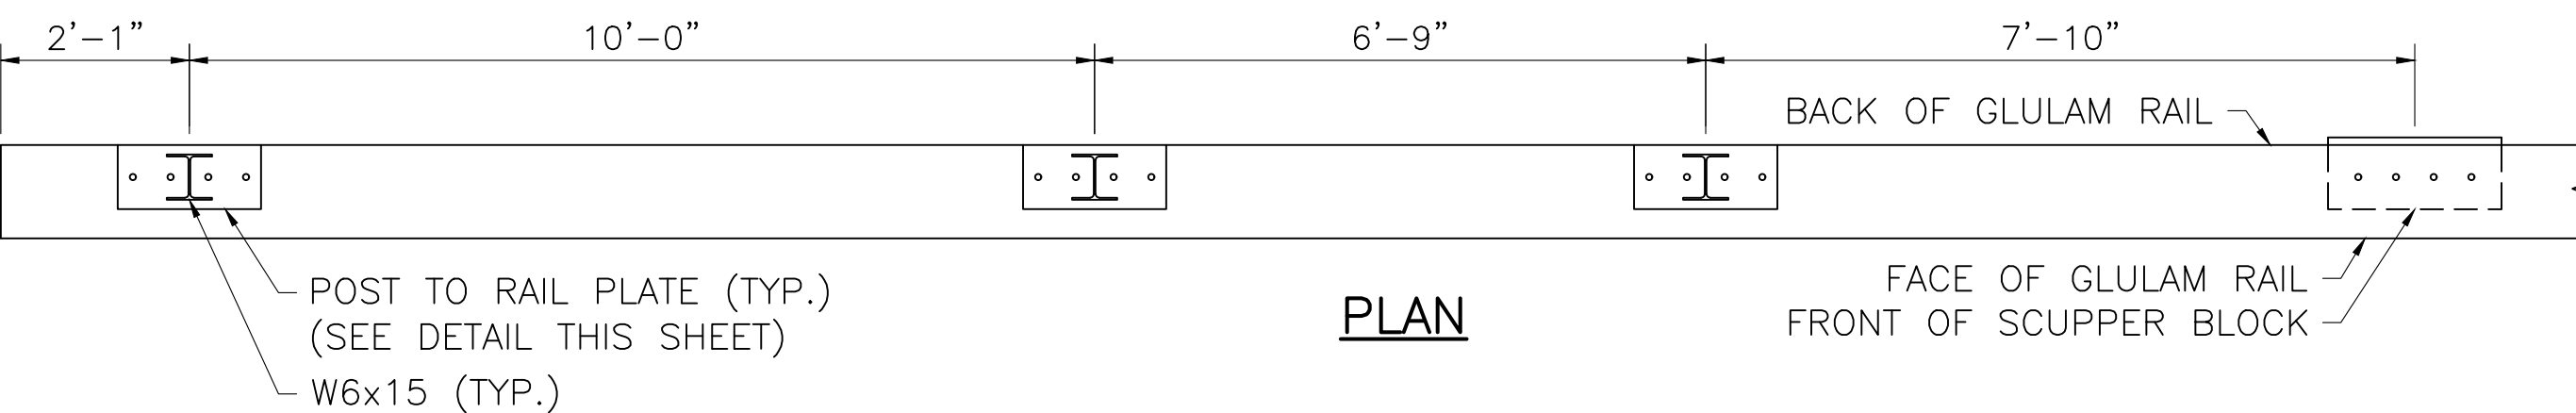 2'-1"
10'-0"
6'-9"
7'-10"
BACK OF GLULAM RAIL
POST TO RAIL PLATE (TYP.)
(SEE DETAIL THIS SHEET)
W6x15 (TYP.)
PLAN
FACE OF GLULAM RAIL
FRONT OF SCUPPER BLOCK